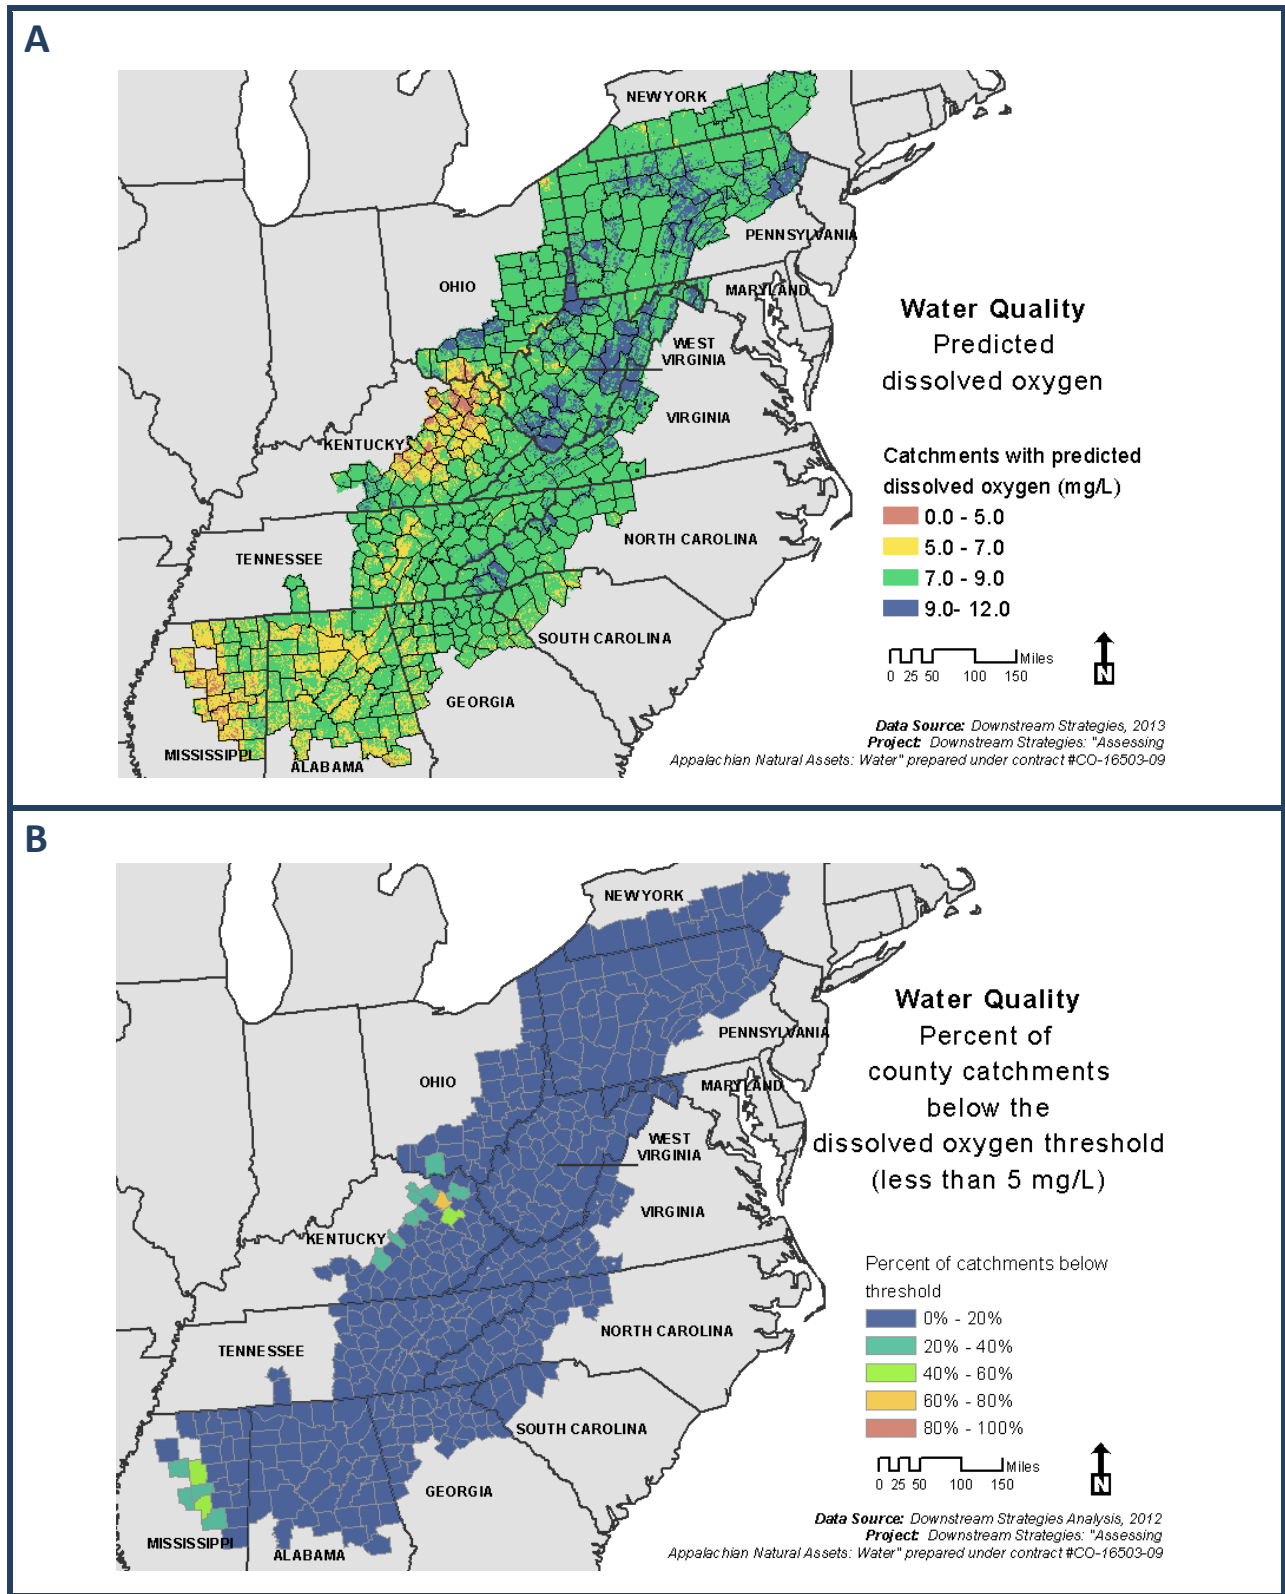 A
NEW YORK
PENNSYLVANIA
OHIO
MARYLAND
WEST
VIRGINIA
VIRGINIA
KENTUCKY
NORTH CAROLINA
TENNESSEE
SOUTH CAROLINA
GEORGIA
MISSISSIPPI
ALABAMA
Water Quality
Predicted
dissolved oxygen
Catchments with predicted
dissolved oxygen (mg/L)
0.0 - 5.0
5.0 - 7.0
7.0 - 9.0
9.0- 12.0
Miles
0 25 50 100 150
N
Data Source: Downstream Strategies, 2013
Project: Downstream Strategies: "Assessing
Appalachian Natural Assets: Water" prepared under contract #CO-16503-09
B
NEW YORK
PENNSYLVANIA
OHIO
MARYLAND
WEST
VIRGINIA
VIRGINIA
KENTUCKY
NORTH CAROLINA
TENNESSEE
SOUTH CAROLINA
GEORGIA
MISSISSIPPI
ALABAMA
Water Quality
Percent of
county catchments
below the
dissolved oxygen threshold
(less than 5 mg/L)
Percent of catchments below
threshold
0% - 20%
20% - 40%
40% - 60%
60% - 80%
80% - 100%
Miles
0 25 50 100 150
N
Data Source: Downstream Strategies Analysis, 2012
Project: Downstream Strategies: "Assessing
Appalachian Natural Assets: Water" prepared under contract #CO-16503-09